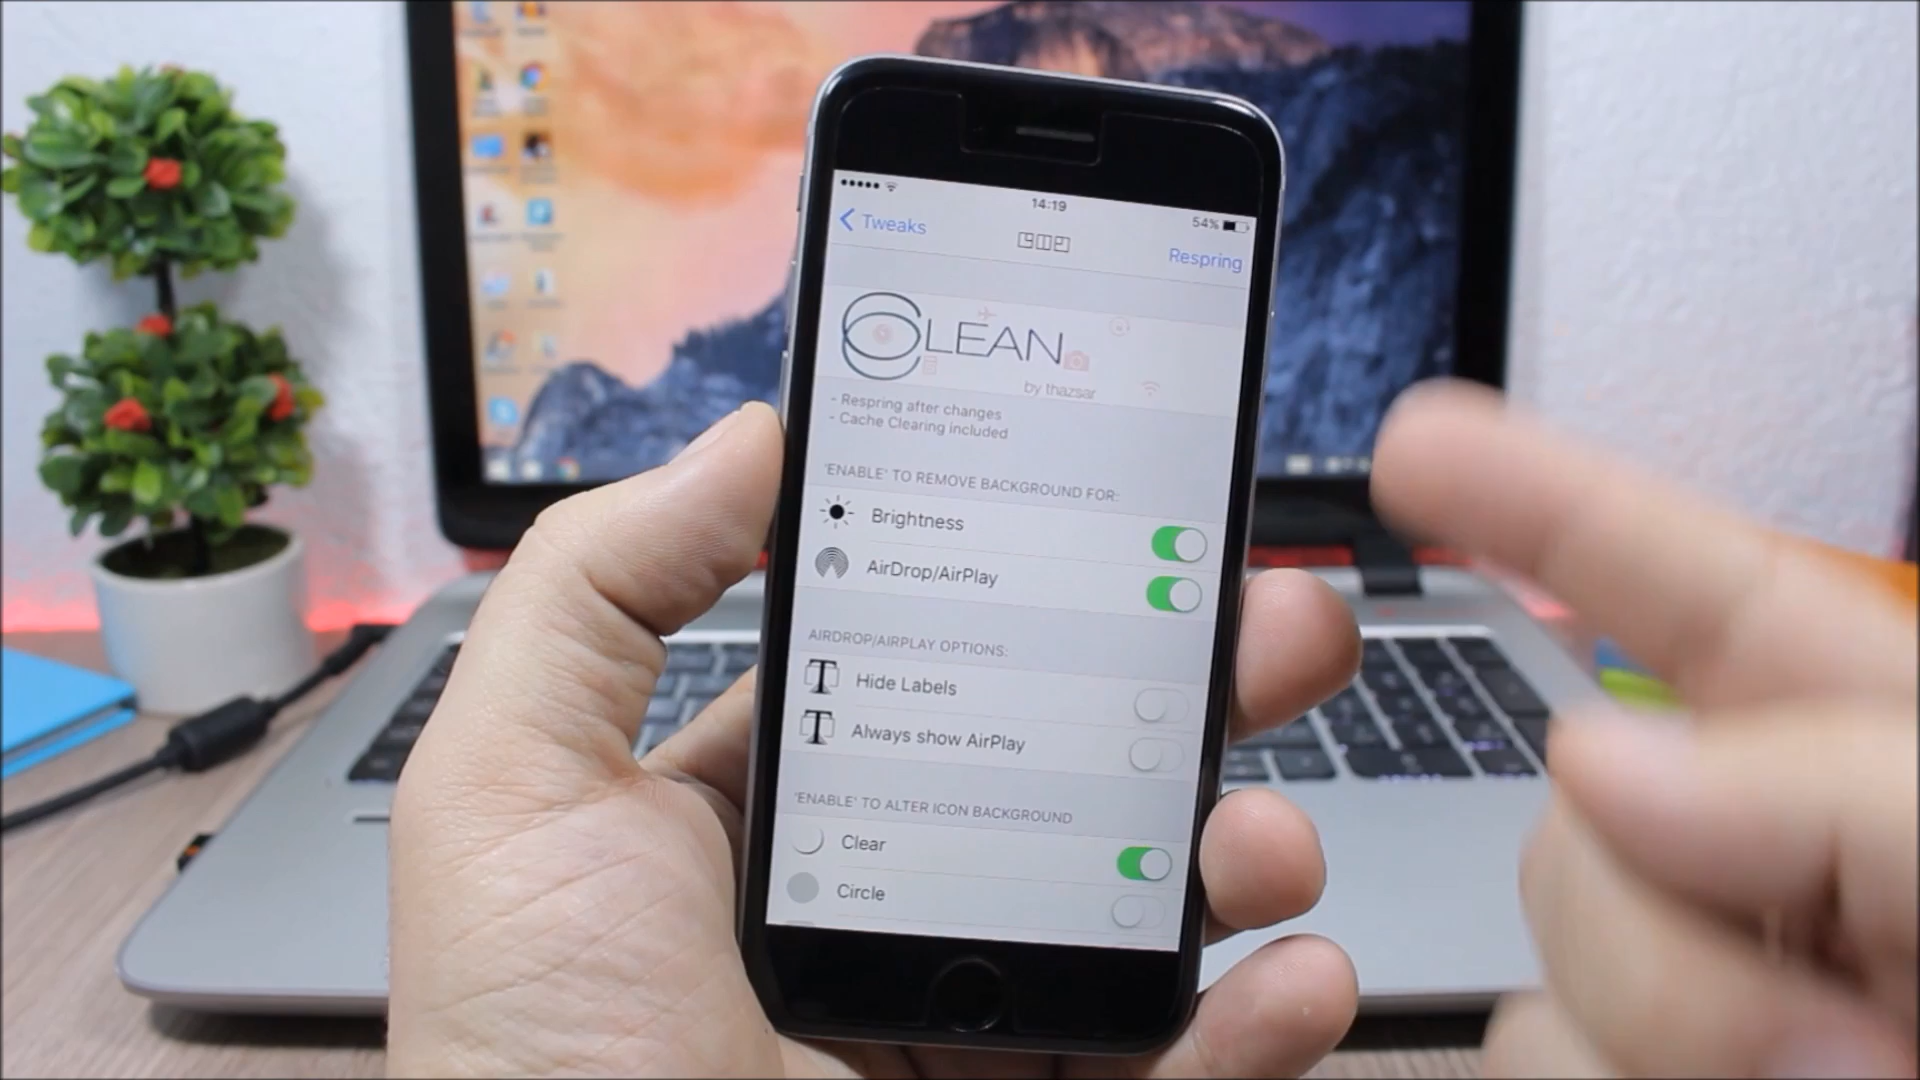 14:19
54%
Tweaks
Respring
CLEAN
by thazsar
- Respring after changes
- Cache Clearing included
'ENABLE' TO REMOVE BACKGROUND FOR:
Brightness
AirDrop/AirPlay
AIRDROP/AIRPLAY OPTIONS:
T Hide Labels
T Always show AirPlay
'ENABLE' TO ALTER ICON BACKGROUND
Clear
Circle